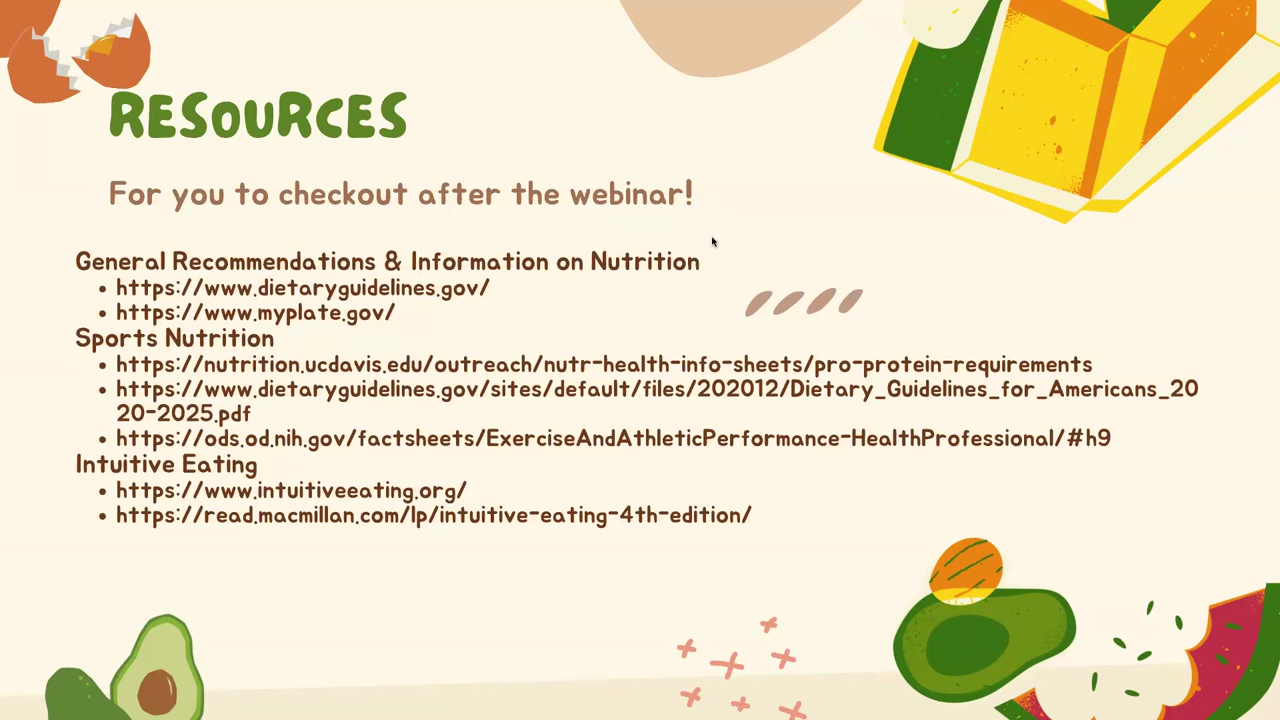 RESOURCES
For you to checkout after the webinar!
General Recommendations & Information on Nutrition
• https://www.dietaryguidelines.gov/
• https://www.myplate.gov/
Sports Nutrition
• https://nutrition.ucdavis.edu/outreach/nutr-health-info-sheets/pro-protein-requirements
• https://www.dietaryguidelines.gov/sites/default/files/202012/Dietary_Guidelines_for_Americans_20
20-2025.pdf
• https://ods.od.nih.gov/factsheets/ExerciseAndAthleticPerformance-HealthProfessional/#h9
Intuitive Eating
• https://www.intuitiveeating.org/
• https://read.macmillan.com/lp/intuitive-eating-4th-edition/